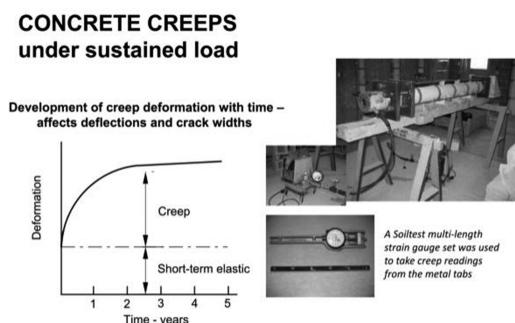 CONCRETE CREEPS
under sustained load
Development of creep deformation with time –
affects deflections and crack widths
Deformation
Creep
Short-term elastic
1 2 3 4 5
Time - years
A Soiltest multi-length
strain gauge set was used
to take creep readings
from the metal tabs